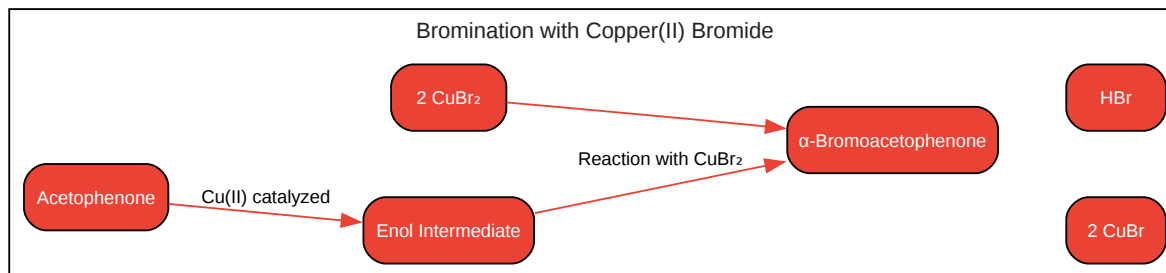 Bromination with Copper(II) Bromide
2 CuBr₂
HBr
α-Bromoacetophenone
Reaction with CuBr₂
Acetophenone
Cu(II) catalyzed
Enol Intermediate
2 CuBr